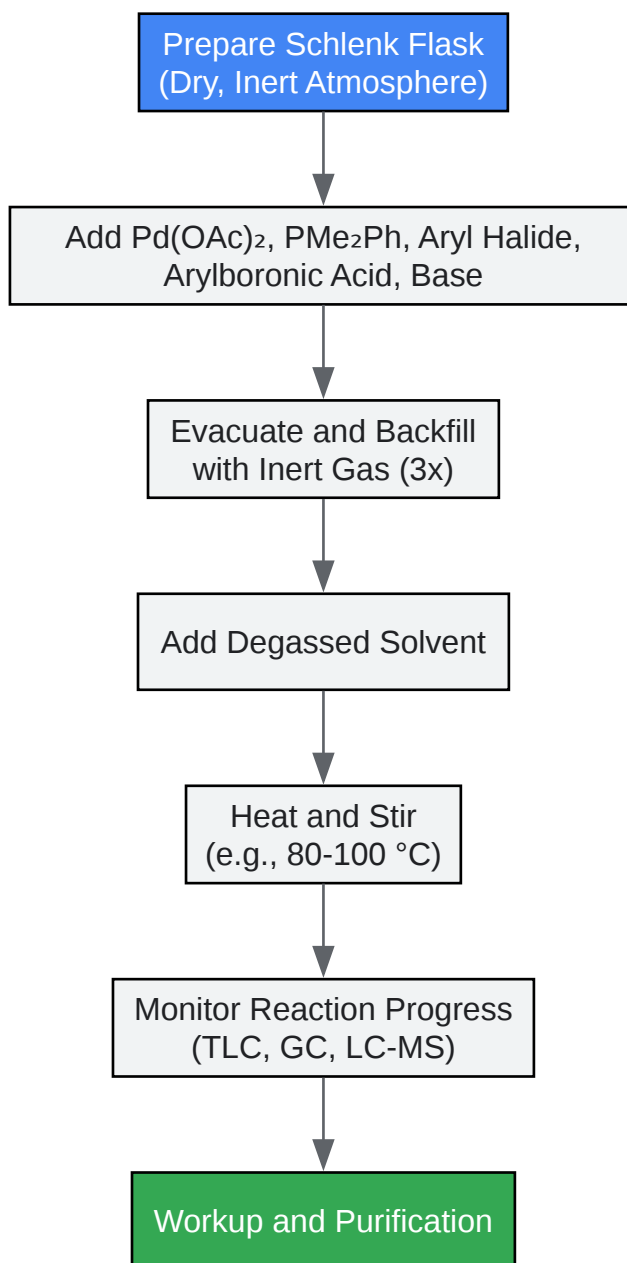 Prepare Schlenk Flask
(Dry, Inert Atmosphere)
Add Pd(OAc)₂, PMe₂Ph, Aryl Halide,
Arylboronic Acid, Base
Evacuate and Backfill
with Inert Gas (3x)
Add Degassed Solvent
Heat and Stir
(e.g., 80-100 °C)
Monitor Reaction Progress
(TLC, GC, LC-MS)
Workup and Purification